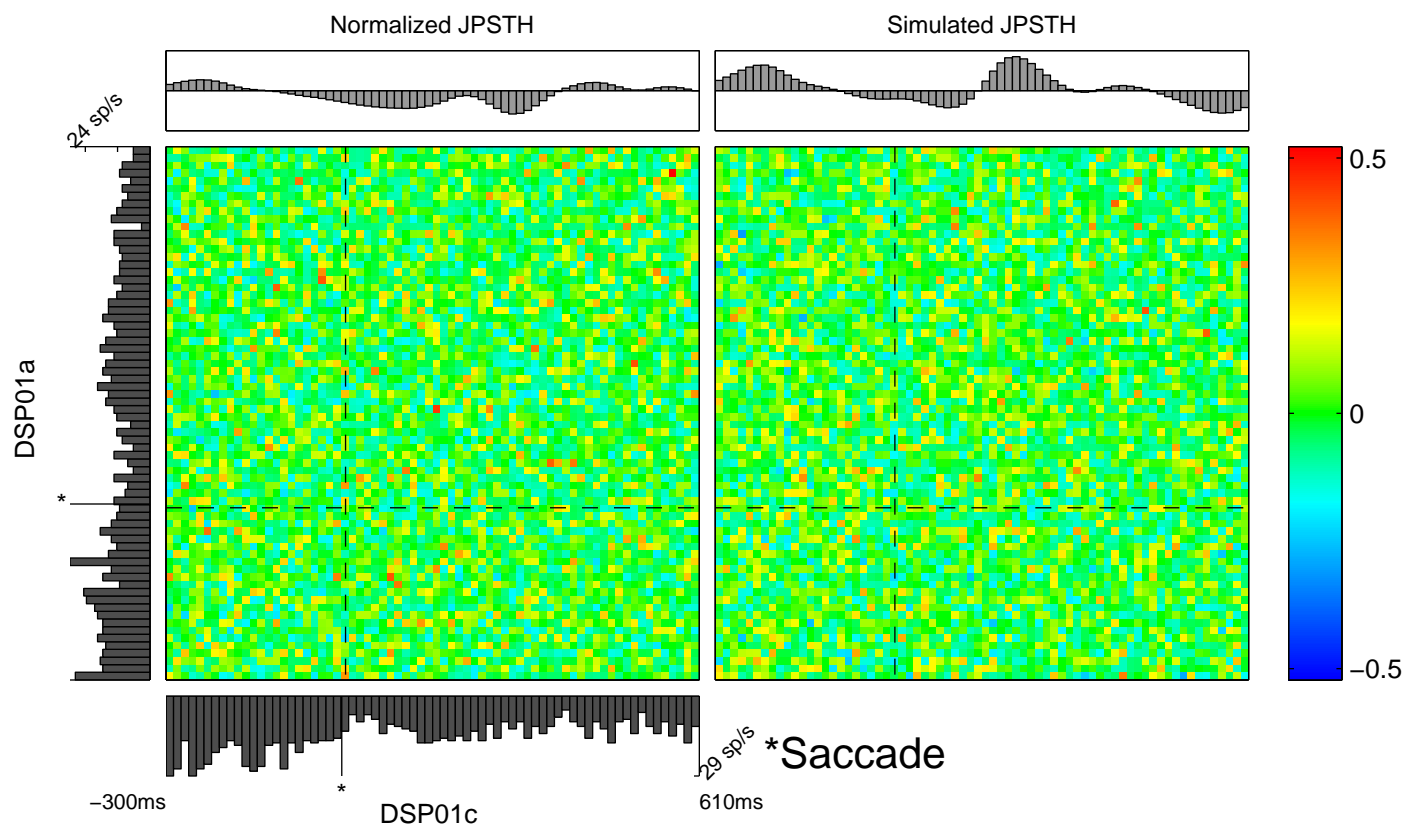 Normalized JPSTH
Simulated JPSTH
24 sp/s
0.5
DSP01a
0
*
−0.5
29 sp/s
*Saccade
*
−300ms
610ms
DSP01c